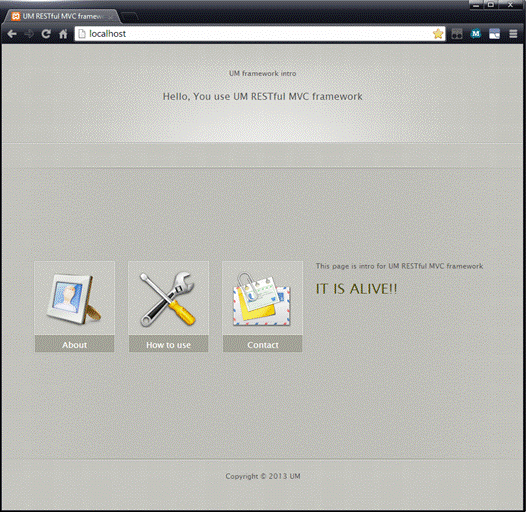 UM RESTful MVC framew
localhost
UM framework intro
Hello, You use UM RESTful MVC framework
This page is intro for UM RESTful MVC framework
IT IS ALIVE!!
About
How to use
Contact
Copyright © 2013 UM